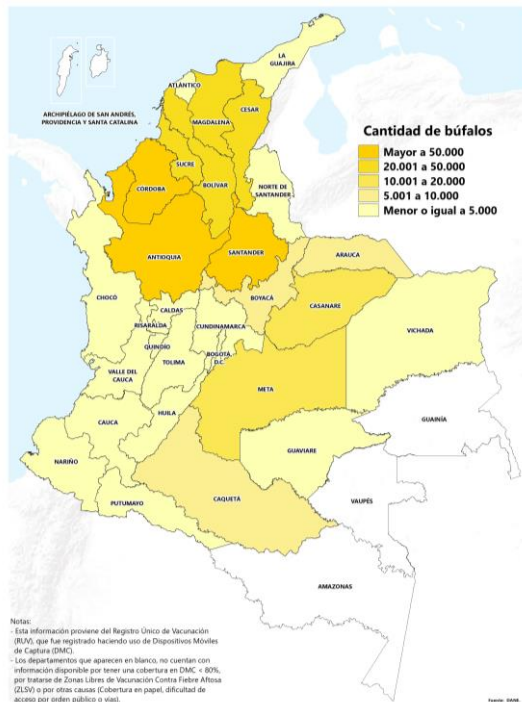 LA
GUAJIRA
ATLÁNTICO
ARCHIPIÉLAGO DE SAN ANDRÉS,
PROVIDENCIA Y SANTA CATALINA
MAGDALENA
CESAR
Cantidad de búfalos
Mayor a 50.000
20.001 a 50.000
10.001 a 20.000
5.001 a 10.000
Menor o igual a 5.000
SUCRE
CÓRDOBA
BOLÍVAR
NORTE DE
SANTANDER
ANTIOQUIA
SANTANDER
ARAUCA
CHOCÓ
BOYACÁ
CASANARE
CALDAS
RISARALDA
CUNDINAMARCA
VICHADA
QUINDÍO
BOGOTÁ,
D.C.
VALLE DEL
CAUCA
TOLIMA
META
GUAINÍA
HUILA
CAUCA
GUAVIARE
NARIÑO
CAQUETÁ
VAUPÉS
PUTUMAYO
AMAZONAS
Notas:
- Esta información proviene del Registro Único de Vacunación
(RUV), que fue registrado haciendo uso de Dispositivos Móviles
de Captura (DMC).
- Los departamentos que aparecen en blanco, no cuentan con
información disponible por tener una cobertura en DMC < 80%,
por tratarse de Zonas Libres de Vacunación Contra Fiebre Aftosa
(ZLSV) o por otras causas (Cobertura en papel, dificultad de
acceso por orden público o vías).
Fuente: DANE.